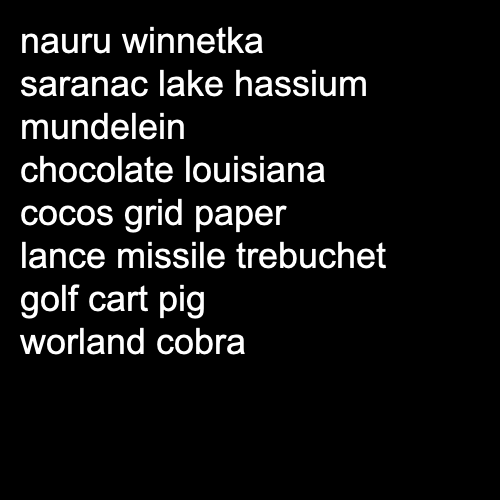 nauru winnetka
saranac lake hassium
mundelein
chocolate louisiana
cocos grid paper
lance missile trebuchet
golf cart pig
worland cobra